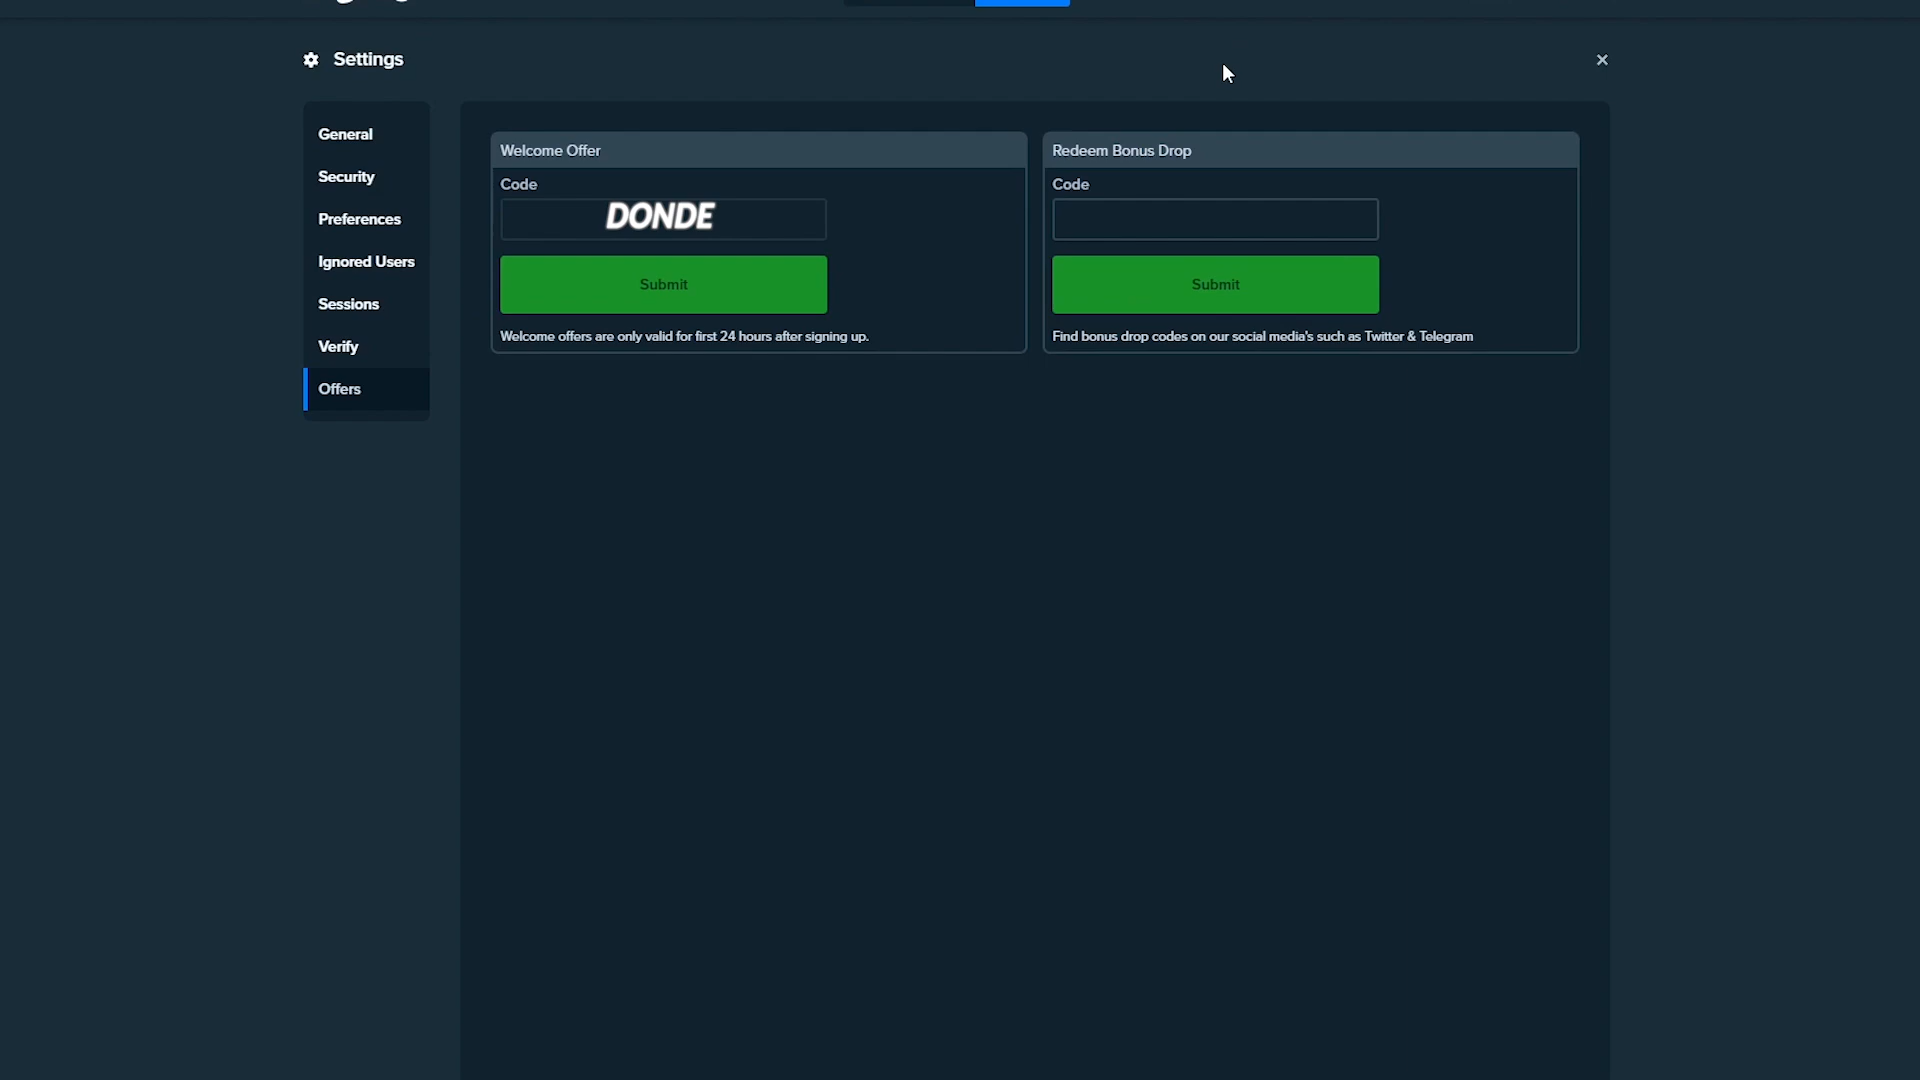 Settings
General
Security
Preferences
Ignored Users
Sessions
Verify
Offers
Welcome Offer
Code
DONDE
Submit
Welcome offers are only valid for first 24 hours after signing up.
Redeem Bonus Drop
Code
Submit
Find bonus drop codes on our social media's such as Twitter & Telegram